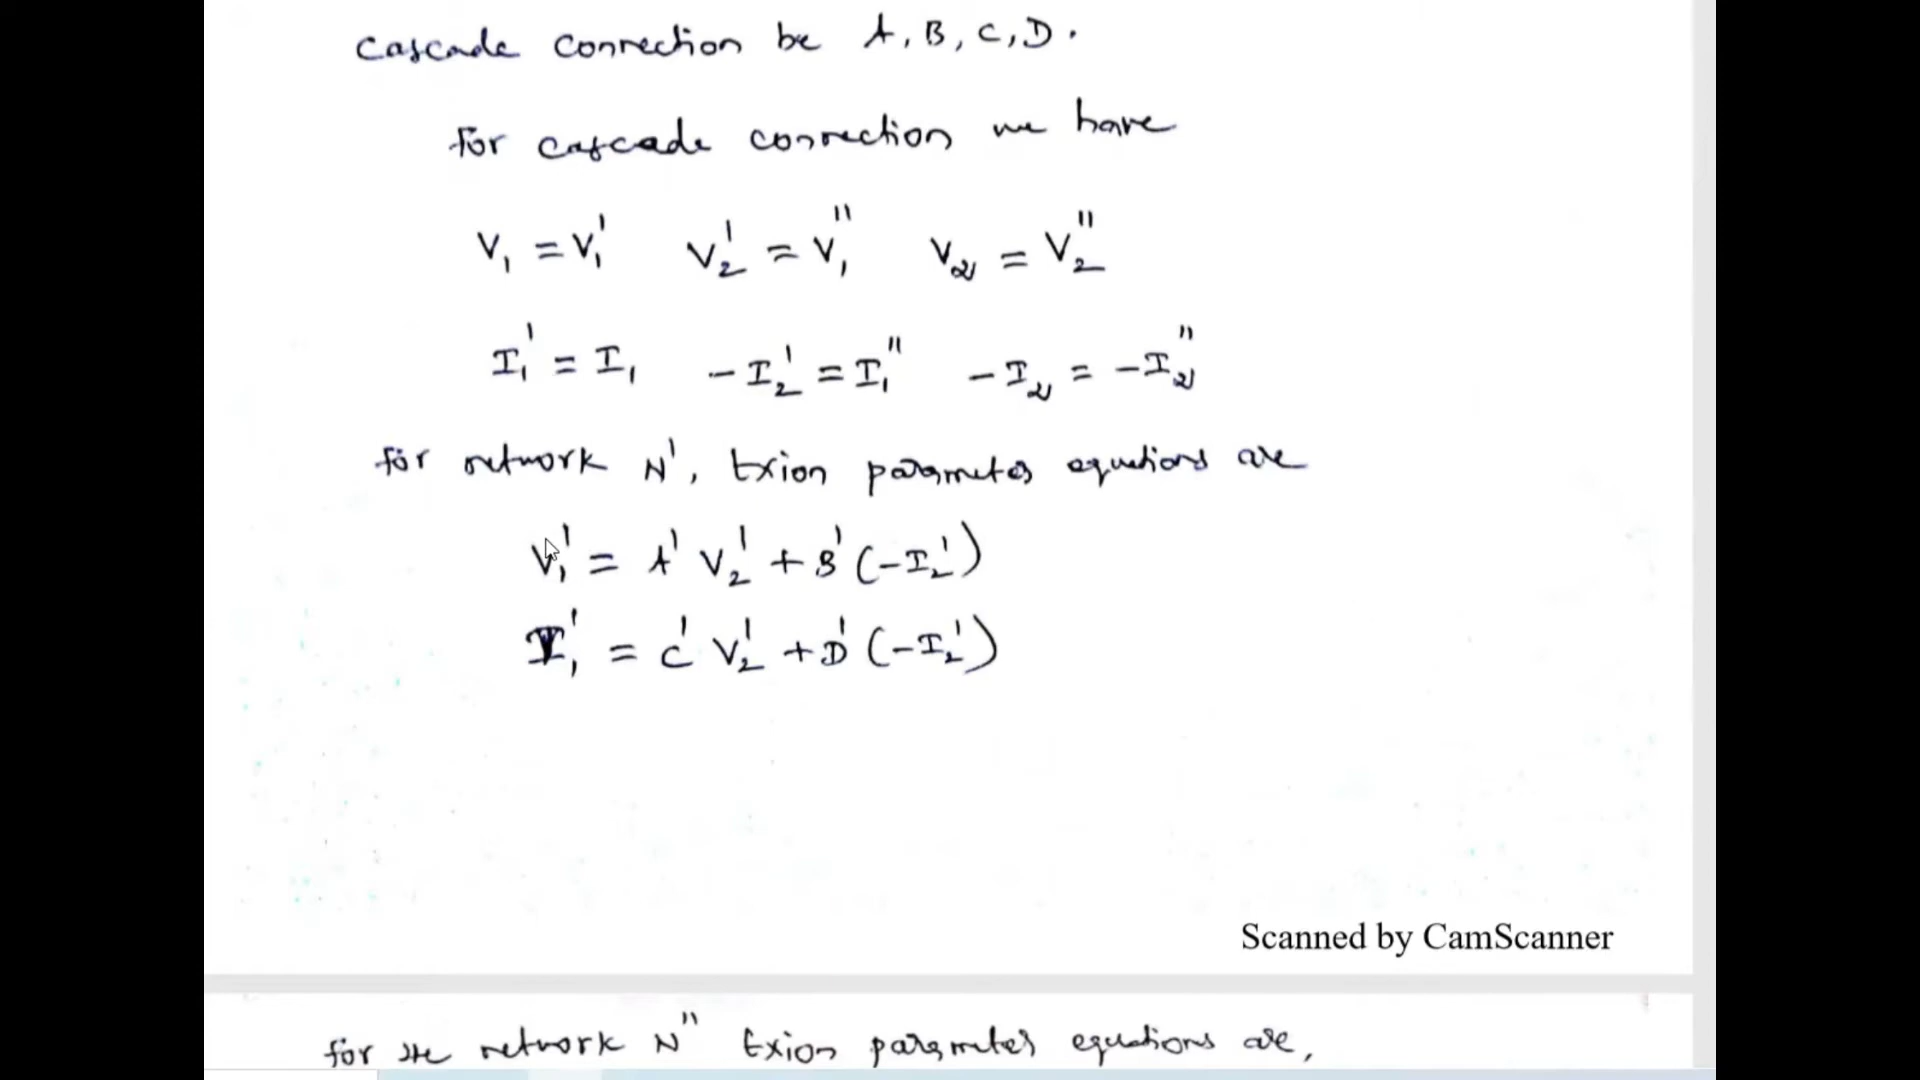 cascade connection be A, B, C, D.
for cascade connection we have
V₁ = V₁' V₂' = V₁'' V₂ = V₂''
I₁' = I₁ -I₂' = I₁'' -I₂ = -I₂''
for network N', txion parameter equations are
V₁' = A' V₂' + B' (-I₂')
I₁' = C' V₂' + D' (-I₂')
Scanned by CamScanner
for the network N'' txion parameter equations are,